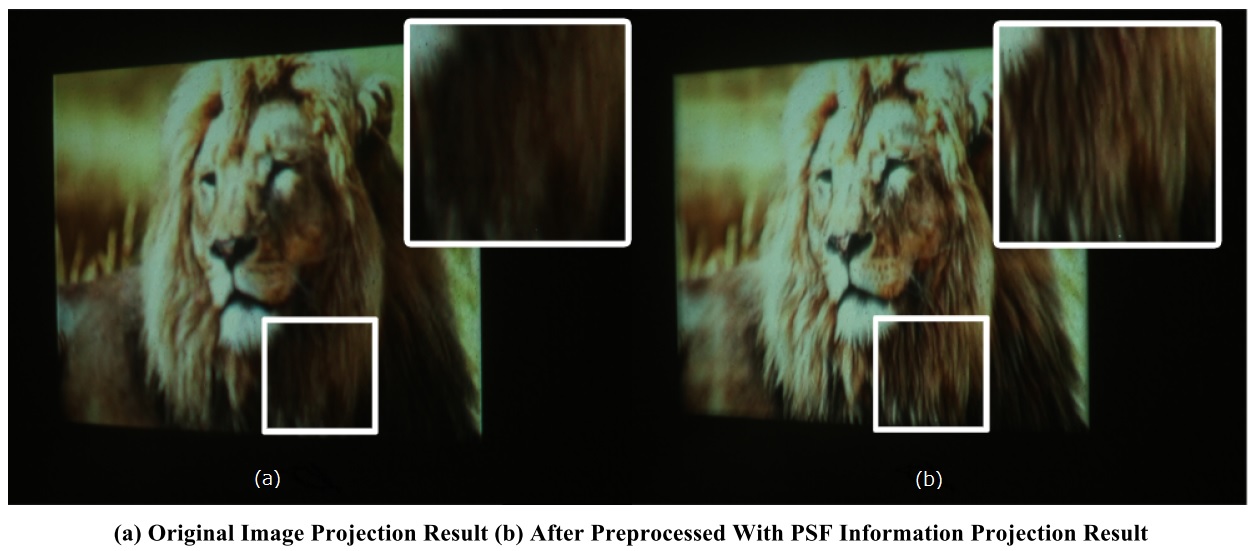 (a)
(b)
(a) Original Image Projection Result (b) After Preprocessed With PSF Information Projection Result